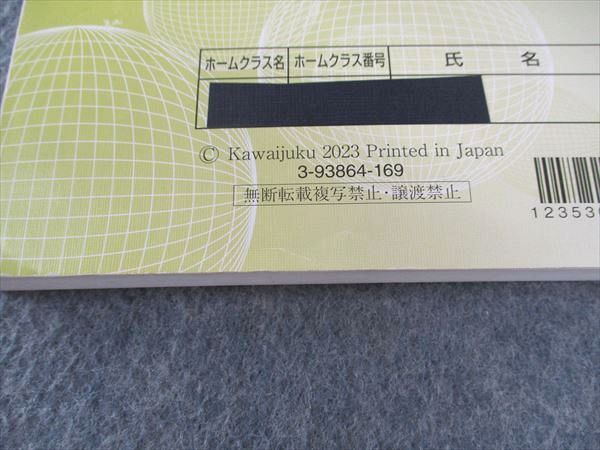 ホームクラス名 ホームクラス番号 氏 名
© Kawaijuku 2023 Printed in Japan
3-93864-169
無断転載複写禁止・譲渡禁止